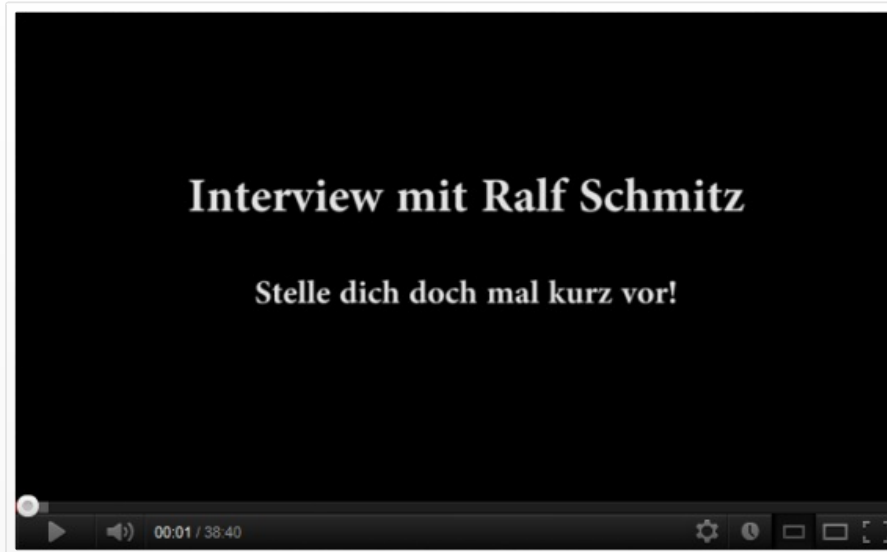 Interview mit Ralf Schmitz
Stelle dich doch mal kurz vor!
00:01 / 38:40